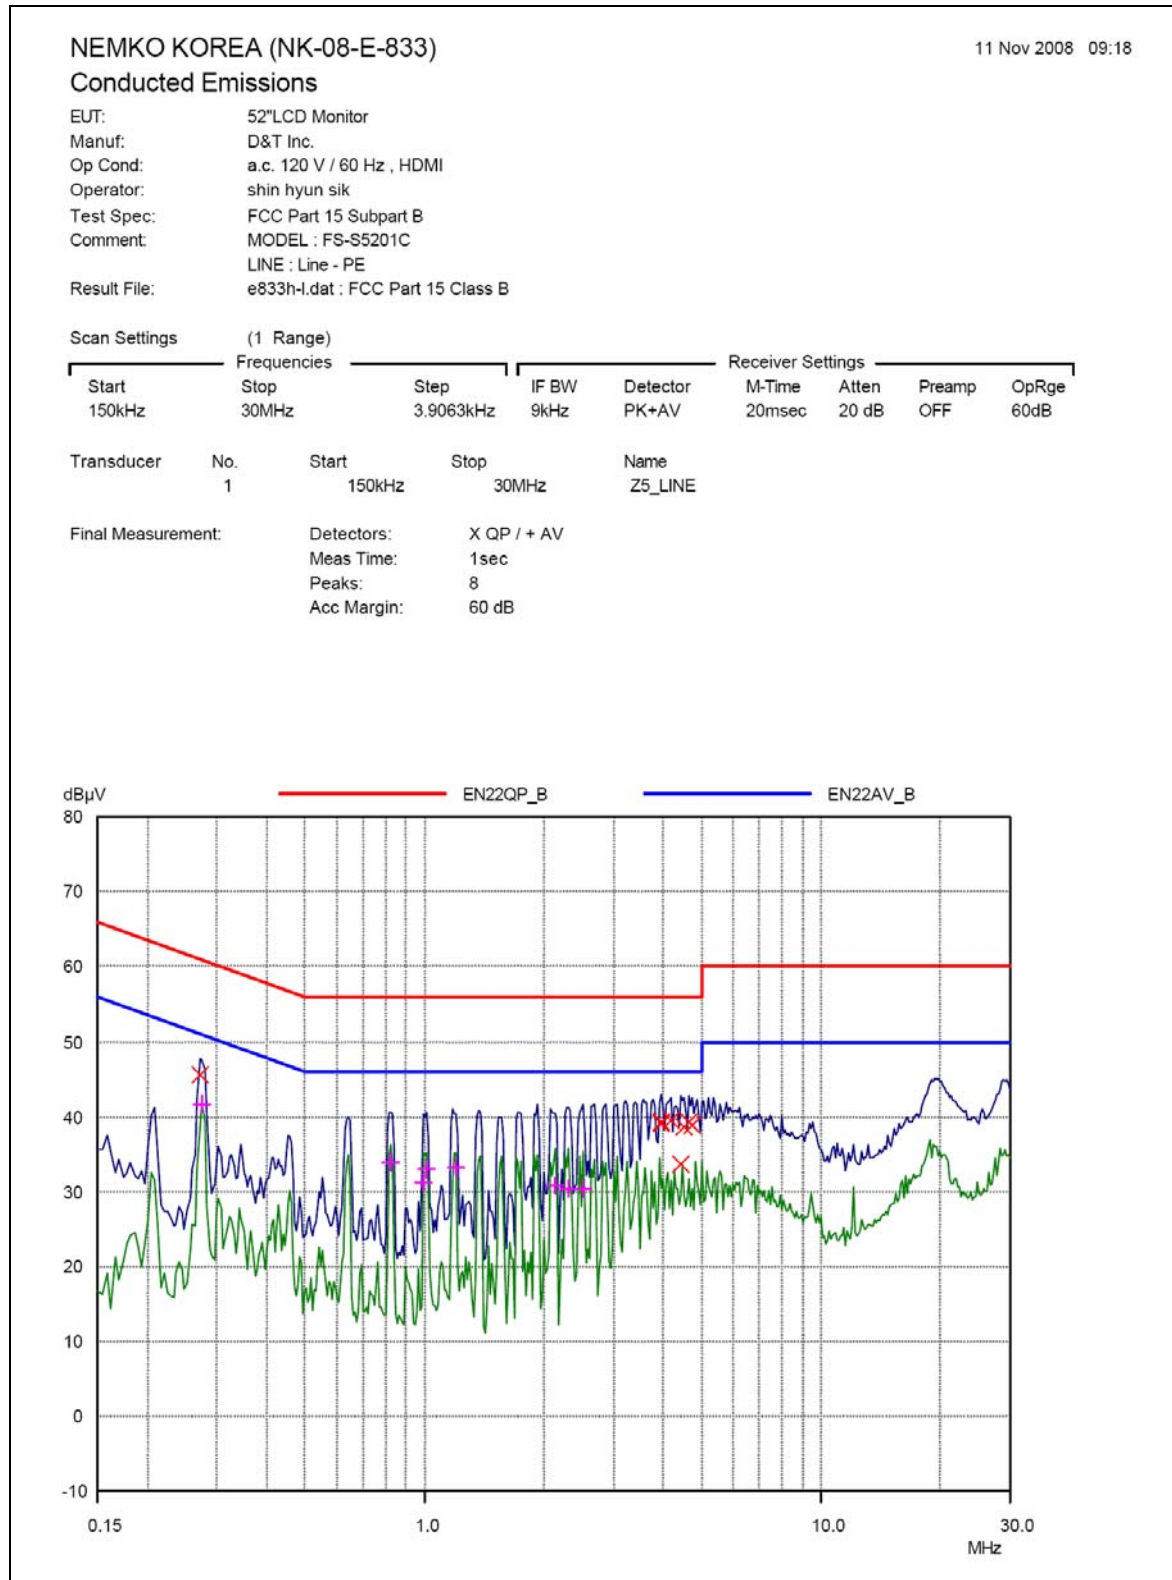 NEMKO KOREA (NK-08-E-833) 11 Nov 2008 09:18
Conducted Emissions
EUT: 52"LCD Monitor
Manuf: D&T Inc.
Op Cond: a.c. 120 V / 60 Hz , HDMI
Operator: shin hyun sik
Test Spec: FCC Part 15 Subpart B
Comment: MODEL : FS-S5201C
LINE : Line - PE
Result File: e833h-l.dat : FCC Part 15 Class B
Scan Settings (1 Range)
Frequencies Receiver Settings
Start Stop Step IF BW Detector M-Time Atten Preamp OpRge
150kHz 30MHz 3.9063kHz 9kHz PK+AV 20msec 20 dB OFF 60dB
Transducer No. Start Stop Name
1 150kHz 30MHz Z5_LINE
Final Measurement: Detectors: X QP / + AV
Meas Time: 1sec
Peaks: 8
Acc Margin: 60 dB
dBµV EN22QP_B EN22AV_B
80
70
60
50
40
30
20
10
0
-10
0.15 1.0 10.0 30.0
MHz